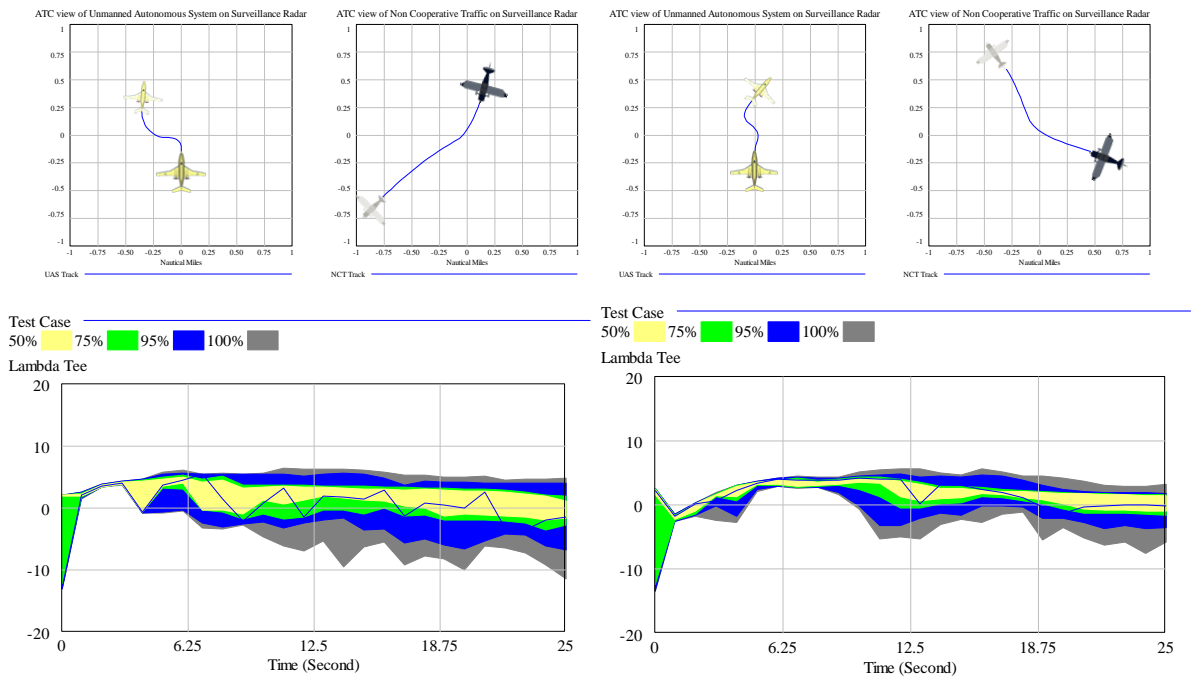 ATC view of Unmanned Autonomous System on Surveillance Radar
1
0.75
0.5
0.25
0
-0.25
-0.5
-0.75
-1
-1 -0.75 -0.5 -0.25 0 0.25 0.5 0.75 1
Nautical Miles
UAS Track
ATC view of Non Cooperative Traffic on Surveillance Radar
1
0.75
0.5
0.25
0
-0.25
-0.5
-0.75
-1
-1 -0.75 -0.5 -0.25 0 0.25 0.5 0.75 1
Nautical Miles
NCT Track
ATC view of Unmanned Autonomous System on Surveillance Radar
1
0.75
0.5
0.25
0
-0.25
-0.5
-0.75
-1
-1 -0.75 -0.5 -0.25 0 0.25 0.5 0.75 1
Nautical Miles
UAS Track
ATC view of Non Cooperative Traffic on Surveillance Radar
1
0.75
0.5
0.25
0
-0.25
-0.5
-0.75
-1
-1 -0.75 -0.5 -0.25 0 0.25 0.5 0.75 1
Nautical Miles
NCT Track
Test Case
50% 75% 95% 100%
Lambda Tee
20
10
0
-10
-20
0 6.25 12.5 18.75 25
Time (Second)
Test Case
50% 75% 95% 100%
Lambda Tee
20
10
0
-10
-20
0 6.25 12.5 18.75 25
Time (Second)